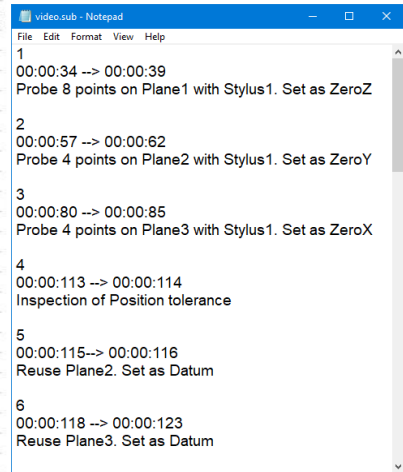 video.sub - Notepad
File Edit Format View Help
1
00:00:34 --> 00:00:39
Probe 8 points on Plane1 with Stylus1. Set as ZeroZ
2
00:00:57 --> 00:00:62
Probe 4 points on Plane2 with Stylus1. Set as ZeroY
3
00:00:80 --> 00:00:85
Probe 4 points on Plane3 with Stylus1. Set as ZeroX
4
00:00:113 --> 00:00:114
Inspection of Position tolerance
5
00:00:115--> 00:00:116
Reuse Plane2. Set as Datum
6
00:00:118 --> 00:00:123
Reuse Plane3. Set as Datum